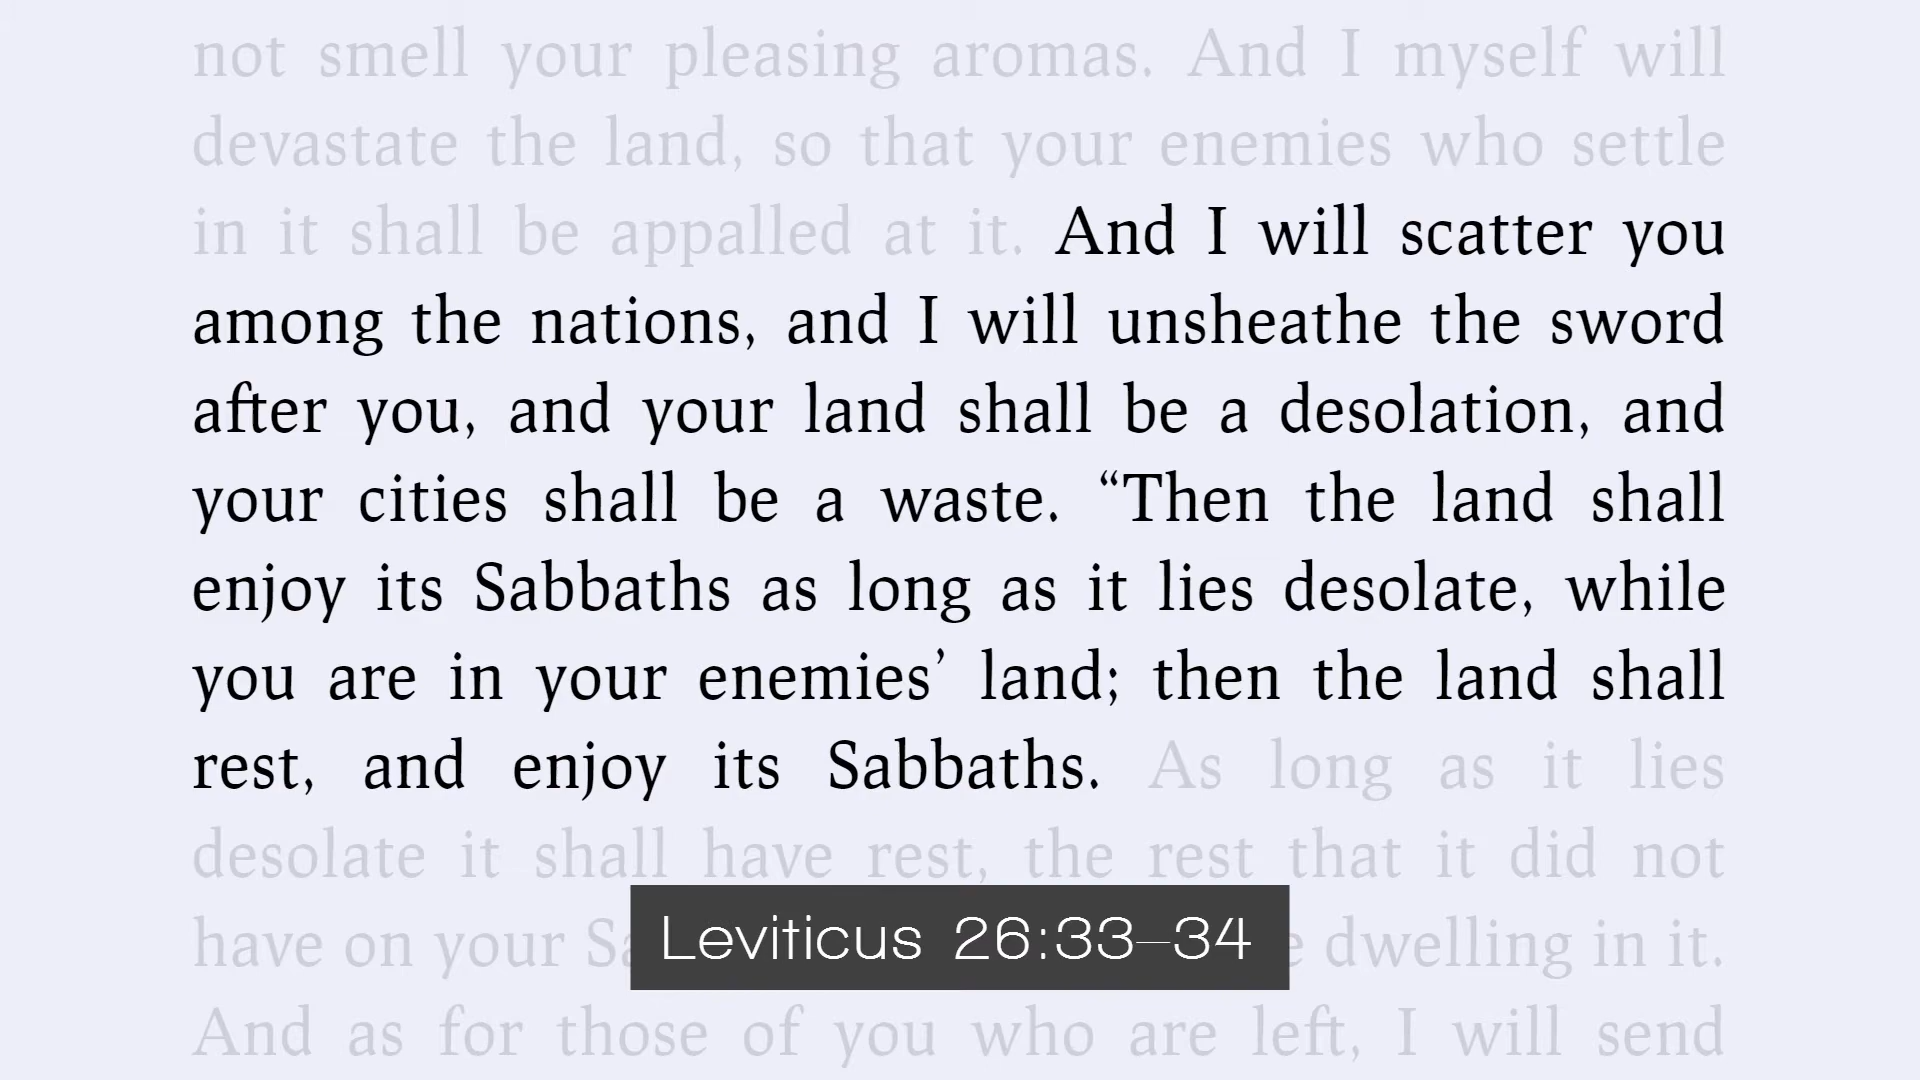 not smell your pleasing aromas. And I myself will
devastate the land, so that your enemies who settle
in it shall be appalled at it. And I will scatter you
among the nations, and I will unsheathe the sword
after you, and your land shall be a desolation, and
your cities shall be a waste. “Then the land shall
enjoy its Sabbaths as long as it lies desolate, while
you are in your enemies’ land; then the land shall
rest, and enjoy its Sabbaths. As long as it lies
desolate it shall have rest, the rest that it did not
have on your dwelling in it.
Leviticus 26:33–34
And as for those of you who are left, I will send